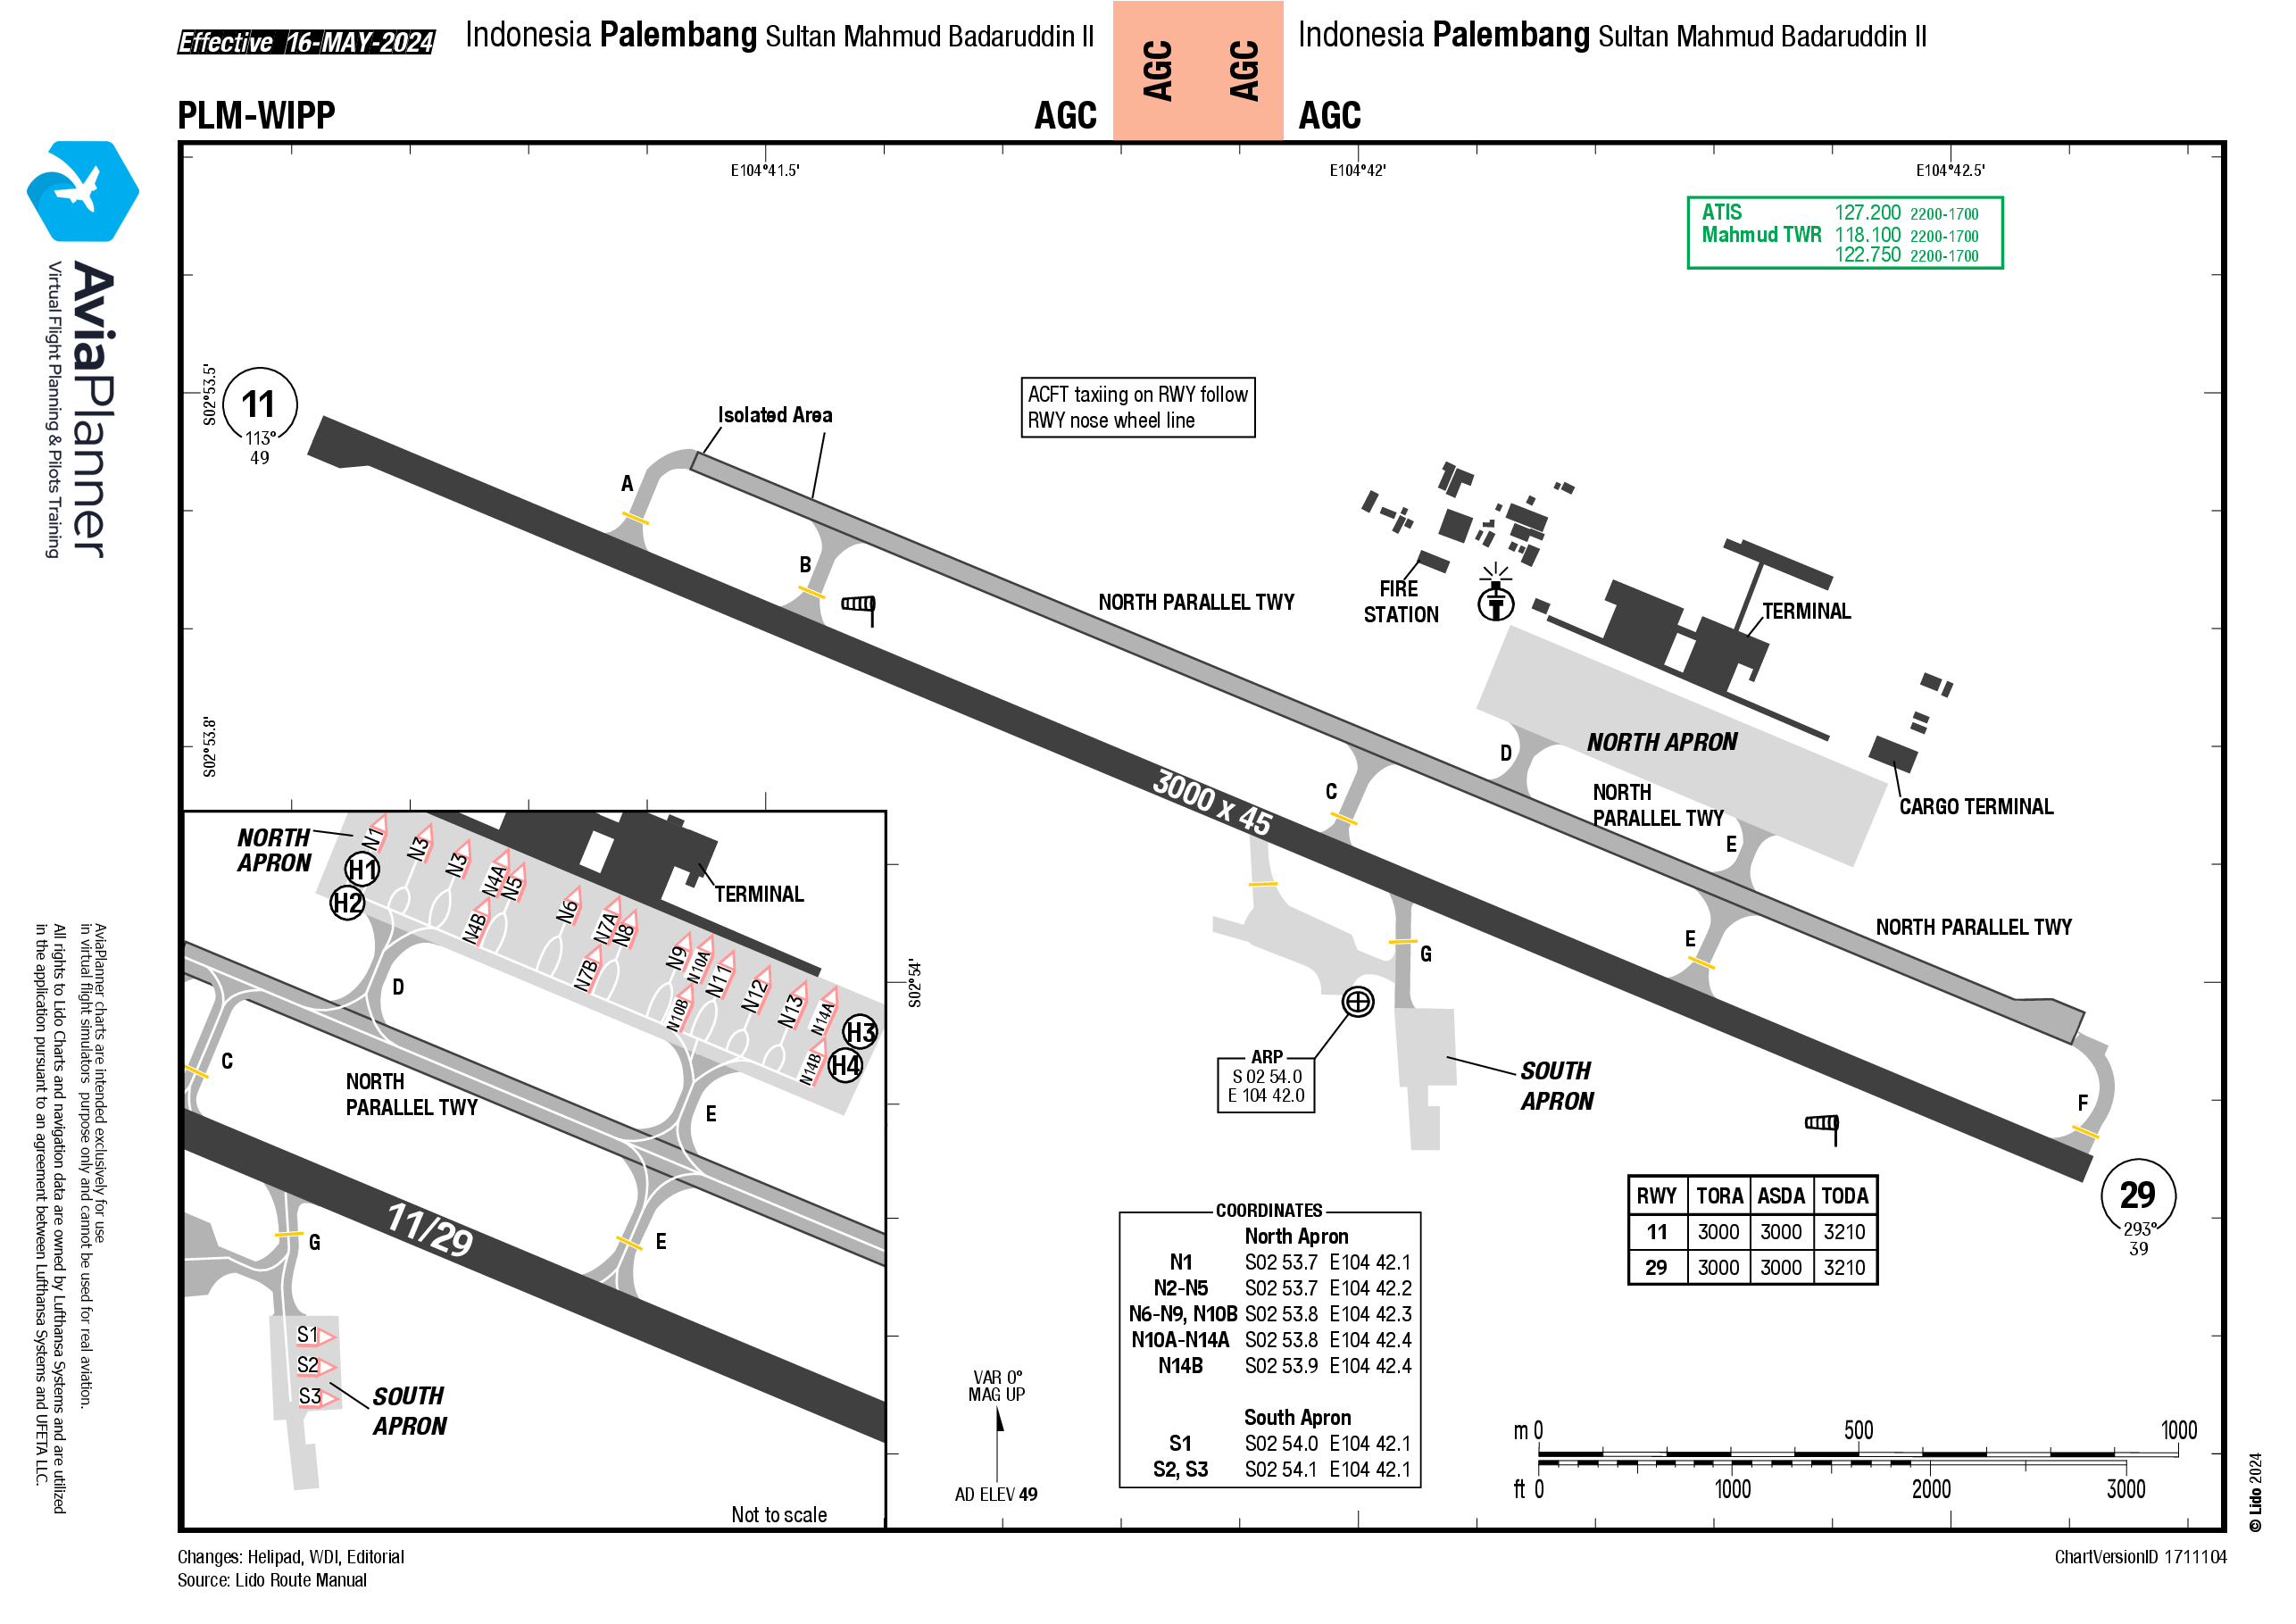 Effective 16-MAY-2024
Indonesia Palembang Sultan Mahmud Badaruddin II
AGC
AGC
Indonesia Palembang Sultan Mahmud Badaruddin II
PLM-WIPP
AGC
AGC
AviaPlanner
Virtual Flight Planning & Pilots Training
E104°41.5'
E104°42'
E104°42.5'
ATIS 127.200 2200-1700
Mahmud TWR 118.100 2200-1700
122.750 2200-1700
S02°53.5'
11
113°
49
Isolated Area
ACFT taxiing on RWY follow
RWY nose wheel line
A
B
NORTH PARALLEL TWY
FIRE
STATION
TERMINAL
S02°53.8'
3000 x 45
C
D
NORTH APRON
NORTH
PARALLEL TWY
E
CARGO TERMINAL
E
NORTH PARALLEL TWY
G
ARP
S 02 54.0
E 104 42.0
SOUTH
APRON
F
29
293°
39
NORTH
APRON
H1
H2
N1
N3
N3
N4A
N5
N4B
N6
N7A
N8
N7B
N9
N10A
N11
N10B
N12
N13
N14A
N14B
H3
H4
TERMINAL
S02°54'
D
C
NORTH
PARALLEL TWY
E
11/29
G
E
S1
S2
S3
SOUTH
APRON
Not to scale
VAR 0°
MAG UP
AD ELEV 49
COORDINATES
North Apron
N1 S02 53.7 E104 42.1
N2-N5 S02 53.7 E104 42.2
N6-N9, N10B S02 53.8 E104 42.3
N10A-N14A S02 53.8 E104 42.4
N14B S02 53.9 E104 42.4
South Apron
S1 S02 54.0 E104 42.1
S2, S3 S02 54.1 E104 42.1
RWY TORA ASDA TODA
11 3000 3000 3210
29 3000 3000 3210
m 0 500 1000
ft 0 1000 2000 3000
AviaPlanner charts are intended exclusively for use
in virtual flight simulators purpose only and cannot be used for real aviation.
All rights to Lido Charts and navigation data are owned by Lufthansa Systems and are utilized
in the application pursuant to an agreement between Lufthansa Systems and UFETA LLC.
© Lido 2024
Changes: Helipad, WDI, Editorial
Source: Lido Route Manual
ChartVersionID 1711104